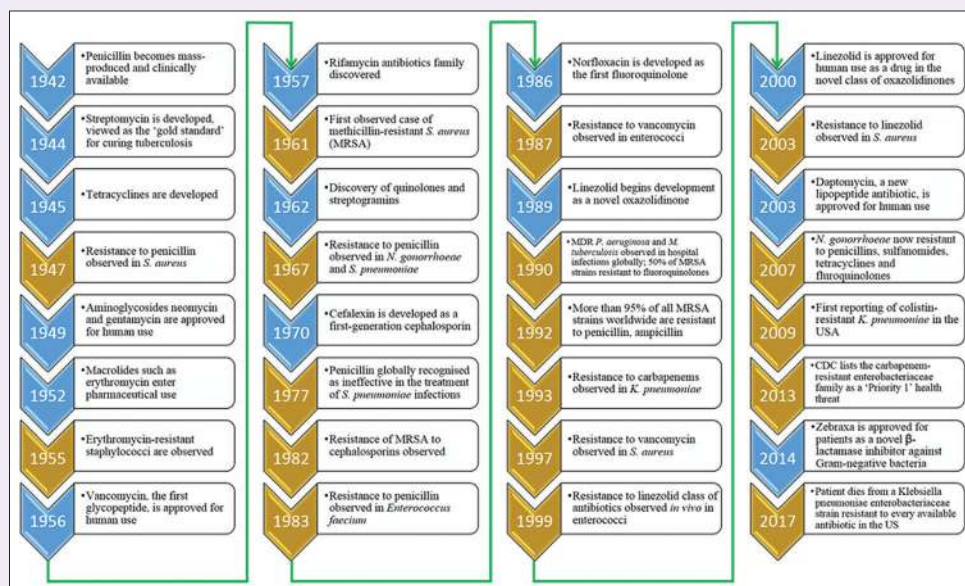 1942
•Penicillin becomes mass-
produced and clinically
available
1944
•Streptomycin is developed,
viewed as the ‘gold standard’
for curing tuberculosis
1945
•Tetracyclines are developed
1947
•Resistance to penicillin
observed in S. aureus
1949
•Aminoglycosides neomycin
and gentamycin are approved
for human use
1952
•Macrolides such as
erythromycin enter
pharmaceutical use
1955
•Erythromycin-resistant
staphylococci are observed
1956
•Vancomycin, the first
glycopeptide, is approved for
human use
1957
•Rifamycin antibiotics family
discovered
1961
•First observed case of
methicillin-resistant S. aureus
(MRSA)
1962
•Discovery of quinolones and
streptogramins
1967
•Resistance to penicillin
observed in N. gonorrhoeae
and S. pneumoniae
1970
•Cefalexin is developed as a
first-generation cephalosporin
1977
•Penicillin globally recognised
as ineffective in the treatment
of S. pneumoniae infections
1982
•Resistance of MRSA to
cephalosporins observed
1983
•Resistance to penicillin
observed in Enterococcus
faecium
1986
•Norfloxacin is developed as
the first fluoroquinolone
1987
•Resistance to vancomycin
observed in enterococci
1989
•Linezolid begins development
as a novel oxazolidinone
1990
•MDR P. aeruginosa and M.
tuberculosis observed in hospital
infections globally; 50% of MRSA
strains resistant to fluoroquinolones
1992
•More than 95% of all MRSA
strains worldwide are resistant
to penicillin, ampicillin
1993
•Resistance to carbapenems
observed in K. pneumoniae
1997
•Resistance to vancomycin
observed in S. aureus
1999
•Resistance to linezolid class of
antibiotics observed in vivo in
enterococci
2000
•Linezolid is approved for
human use as a drug in the
novel class of oxazolidinones
2003
•Resistance to linezolid
observed in S. aureus
2003
•Daptomycin, a new
lipopeptide antibiotic, is
approved for human use
2007
•N. gonorrhoeae now resistant
to penicillins, sulfanomides,
tetracyclines and
fluroquinolones
2009
•First reporting of colistin-
resistant K. pneumoniae in the
USA
2013
•CDC lists the carbapenem-
resistant enterobacteriaceae
family as a ‘Priority 1’ health
threat
2014
•Zebraxa is approved for
patients as a novel β-
lactamase inhibitor against
Gram-negative bacteria
2017
•Patient dies from a Klebsiella
pneumoniae enterobacteriaceae
strain resistant to every available
antibiotic in the US